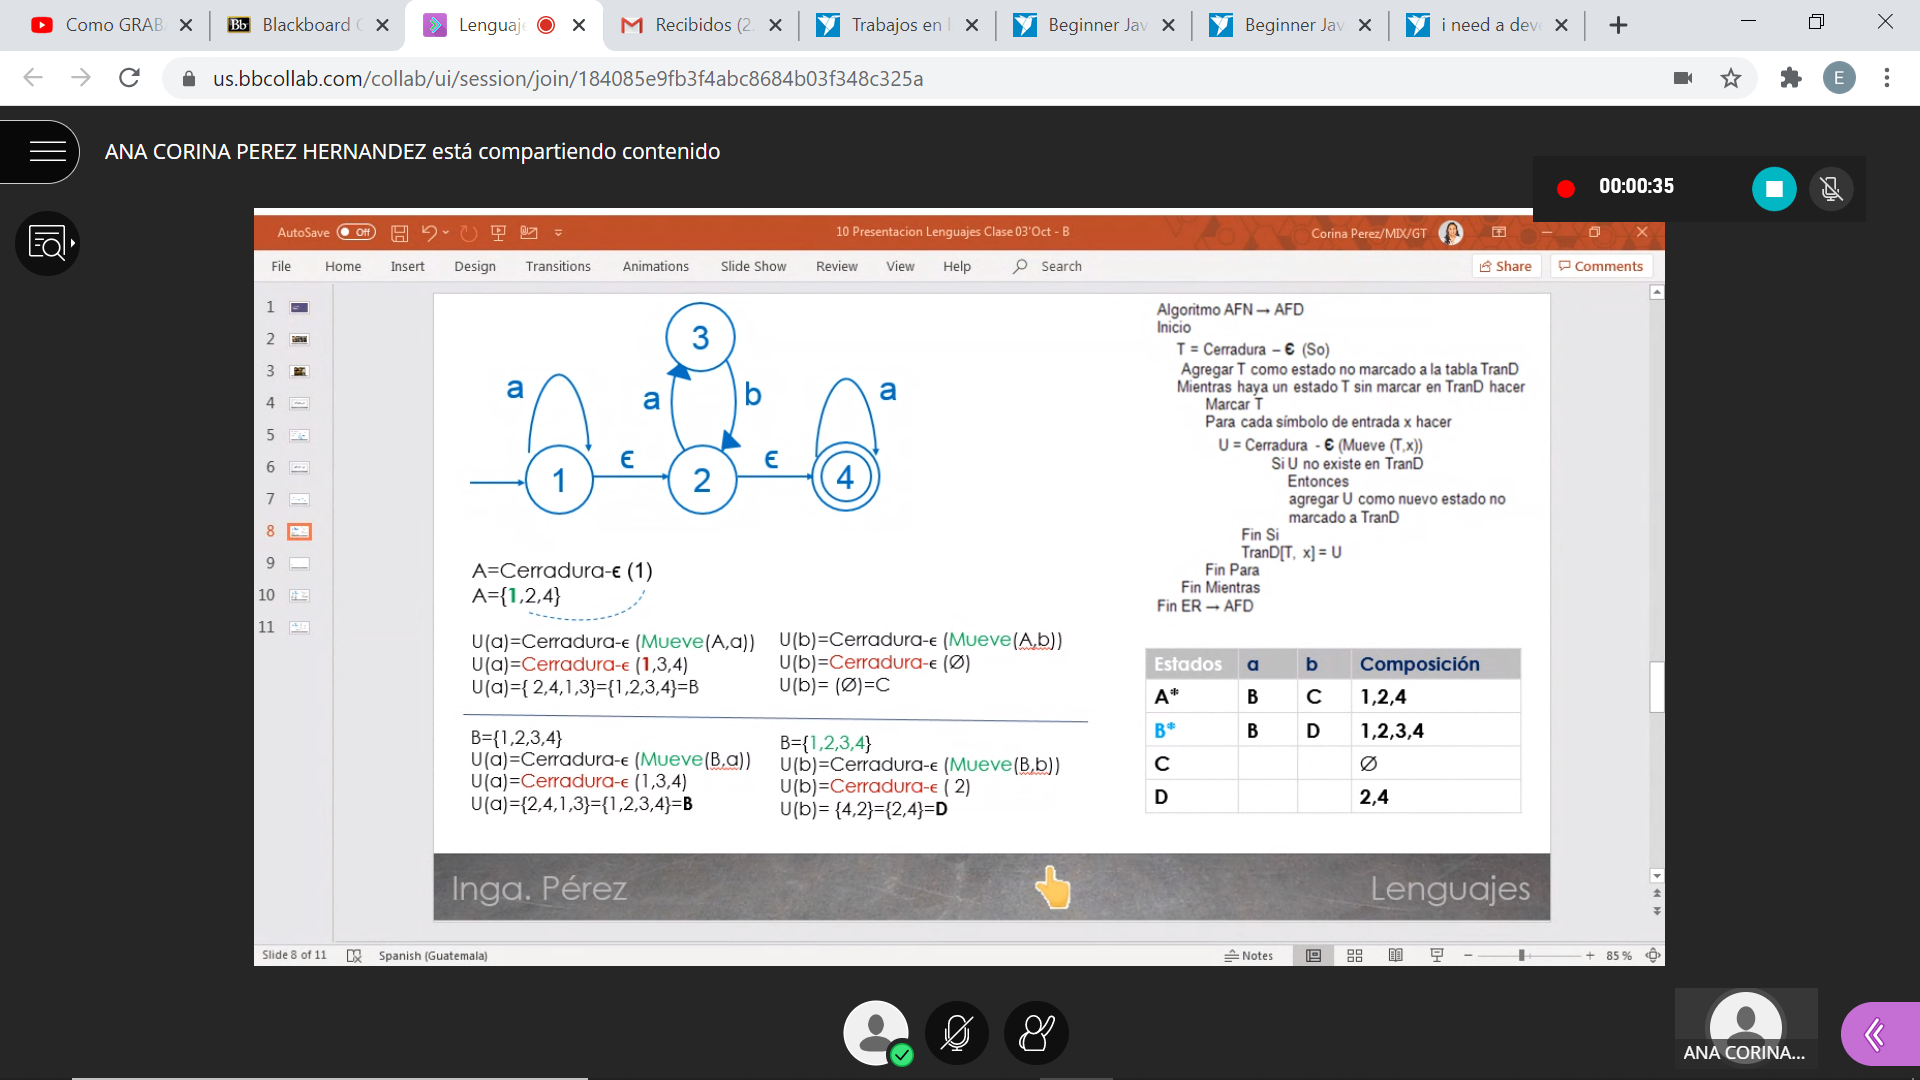 Como GRAB
Blackboard C
Lenguaje
Recibidos (2
Trabajos en l
Beginner Jav
Beginner Jav
i need a deve
us.bbcollab.com/collab/ui/session/join/184085e9fb3f4abc8684b03f348c325a
E
ANA CORINA PEREZ HERNANDEZ está compartiendo contenido
00:00:35
AutoSave Off
10 Presentacion Lenguajes Clase 03'Oct - B
Corina Perez/MIX/GT
File Home Insert Design Transitions Animations Slide Show Review View Help Search
Share Comments
1
2
3
4
5
6
7
8
9
10
11
3
a
a
b
a
1
ϵ
2
ϵ
4
Algoritmo AFN → AFD
Inicio
T = Cerradura – Є (So)
Agregar T como estado no marcado a la tabla TranD
Mientras haya un estado T sin marcar en TranD hacer
Marcar T
Para cada símbolo de entrada x hacer
U = Cerradura - Є (Mueve (T,x))
Si U no existe en TranD
Entonces
agregar U como nuevo estado no
marcado a TranD
Fin Si
TranD[T, x] = U
Fin Para
Fin Mientras
Fin ER → AFD
A=Cerradura-ϵ (1)
A={1,2,4}
U(a)=Cerradura-ϵ (Mueve(A,a))
U(a)=Cerradura-ϵ (1,3,4)
U(a)={ 2,4,1,3}={1,2,3,4}=B
U(b)=Cerradura-ϵ (Mueve(A,b))
U(b)=Cerradura-ϵ (∅)
U(b)= (∅)=C
B={1,2,3,4}
U(a)=Cerradura-ϵ (Mueve(B,a))
U(a)=Cerradura-ϵ (1,3,4)
U(a)={2,4,1,3}={1,2,3,4}=B
B={1,2,3,4}
U(b)=Cerradura-ϵ (Mueve(B,b))
U(b)=Cerradura-ϵ ( 2)
U(b)= {4,2}={2,4}=D
Estados a b Composición
A* B C 1,2,4
B* B D 1,2,3,4
C ∅
D 2,4
Inga. Pérez
Lenguajes
Slide 8 of 11
Spanish (Guatemala)
Notes
85 %
ANA CORINA...